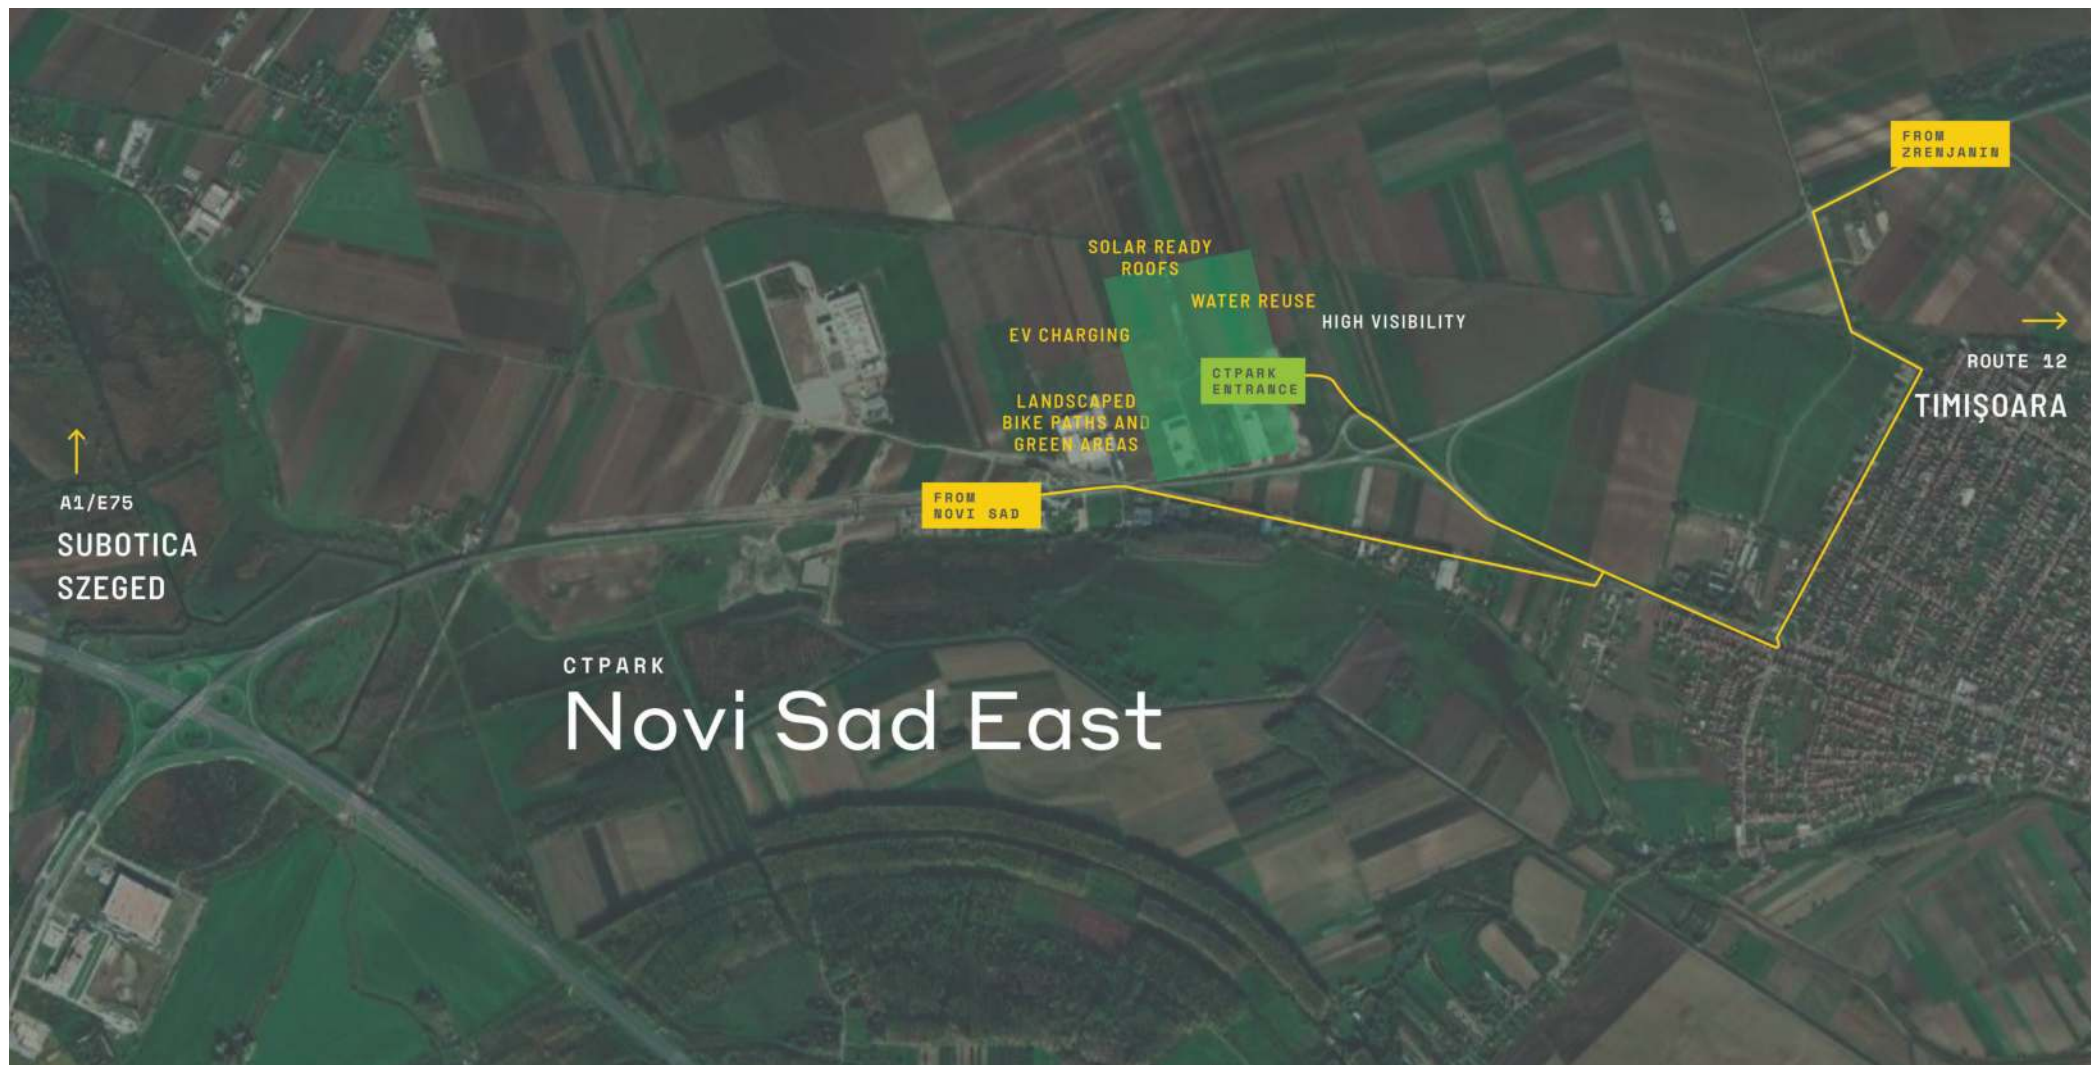 FROM
ZRENJANIN
SOLAR READY
ROOFS
WATER REUSE
HIGH VISIBILITY
EV CHARGING
ROUTE 12
TIMIŞOARA
CTPARK
ENTRANCE
LANDSCAPED
BIKE PATHS AND
GREEN AREAS
A1/E75
SUBOTICA
SZEGED
FROM
NOVI SAD
CTPARK
Novi Sad East